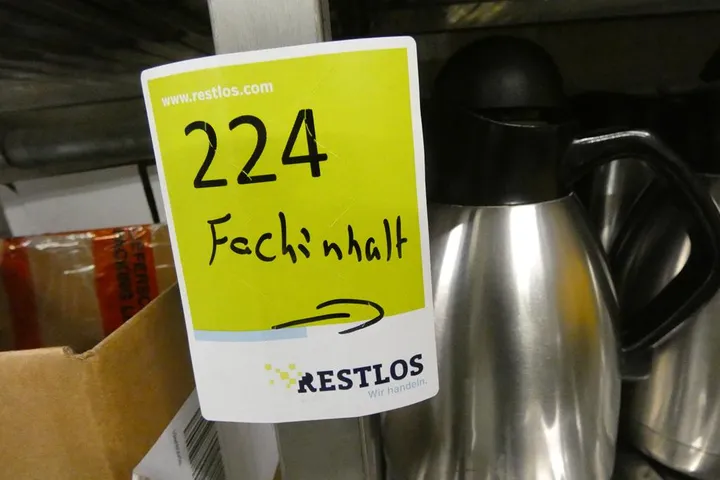 www.restlos.com
224
Fachinhalt
RESTLOS
Wir handeln.